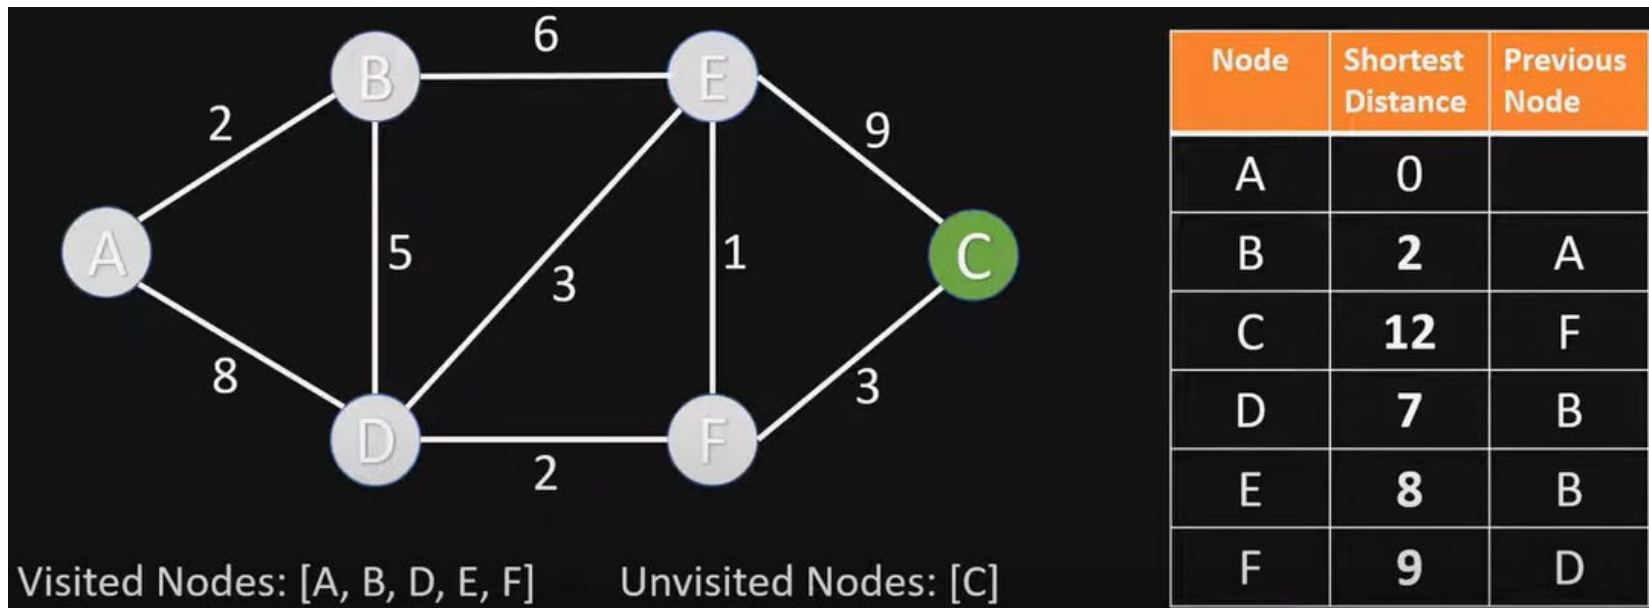 6
B
E
2
9
A
5
3
1
C
8
3
D
F
2
Visited Nodes: [A, B, D, E, F]
Unvisited Nodes: [C]
Node Shortest Distance Previous Node
A 0
B 2 A
C 12 F
D 7 B
E 8 B
F 9 D